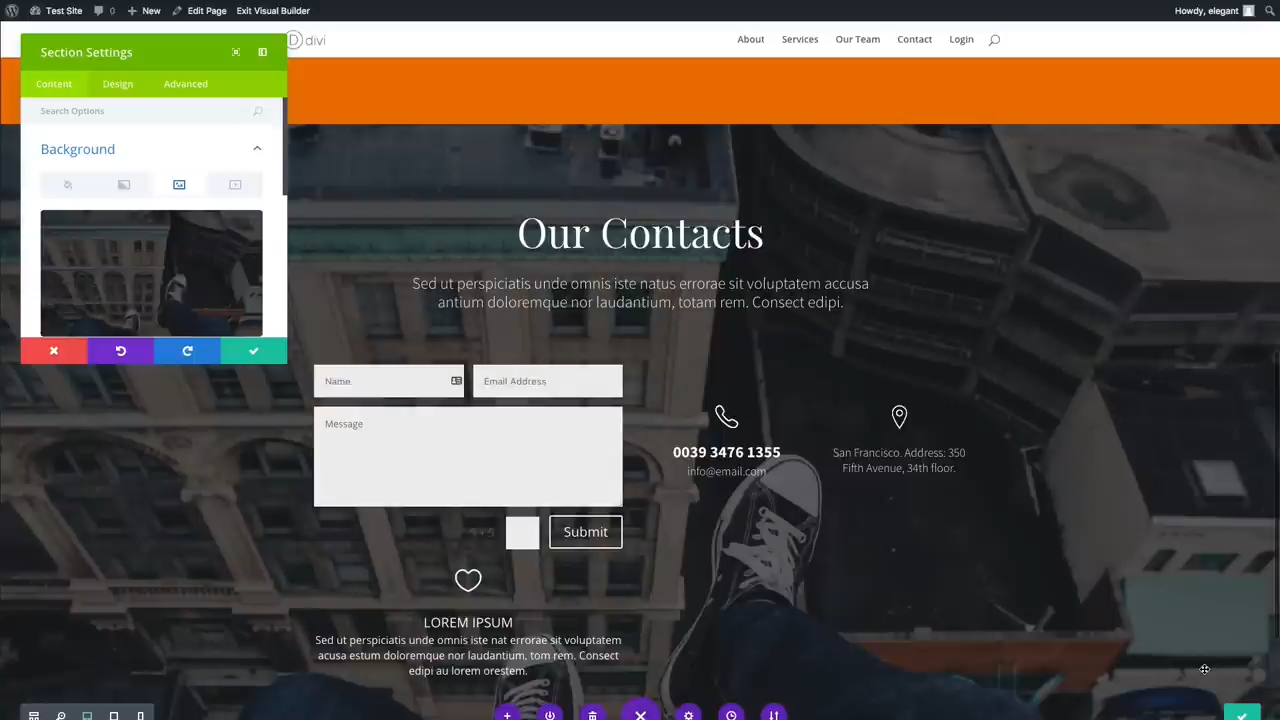 Test Site
0
New
Edit Page
Exit Visual Builder
Howdy, elegant
Section Settings
D divi
About
Services
Our Team
Contact
Login
Content
Design
Advanced
Search Options
Background
Our Contacts
Sed ut perspiciatis unde omnis iste natus errorae sit voluptatem accusa
antium doloremque nor laudantium, totam rem. Consect edipi.
Name
Email Address
Message
0039 3476 1355
info@email.com
San Francisco. Address: 350
Fifth Avenue, 34th floor.
Submit
LOREM IPSUM
Sed ut perspiciatis unde omnis iste nat errorae sit voluptatem
acusa estum doloremque nor laudantium, tom rem. Consect
edipi au lorem orestem.